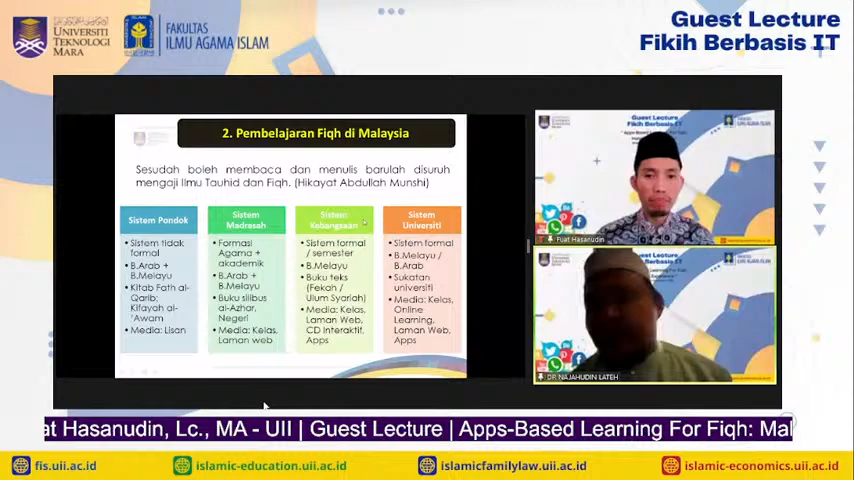 UNIVERSITI
TEKNOLOGI
MARA
FAKULTAS
ILMU AGAMA ISLAM
Guest Lecture
Fikih Berbasis IT
2. Pembelajaran Fiqh di Malaysia
Sesudah boleh membaca dan menulis barulah disuruh
mengaji Ilmu Tauhid dan Fiqh. (Hikayat Abdullah Munshi)
Sistem Pondok
• Sistem tidak
formal
• B.Arab +
B.Melayu
• Kitab Fath al-
Qarib;
Kifayah al-
'Awam
• Media: Lisan
Sistem
Madrasah
• Formasi
Agama +
akademik
• B.Arab +
B.Melayu
• Buku silibus
al-Azhar,
Negeri
• Media: Kelas,
Laman web
Sistem
Kebangsaan
• Sistem formal
/ semester
• B.Melayu
• Buku teks
(Fekah /
Ulum Syariah)
• Media: Kelas,
Laman Web,
CD Interaktif,
Apps
Sistem
Universiti
• Sistem formal
• B.Melayu /
B.Arab
• Sukatan
universiti
• Media: Kelas,
Online
Learning,
Laman Web,
Apps
Guest Lecture
Fikih Berbasis IT
Fuat Hasanudin
DR NAJAHUDIN LATEH
at Hasanudin, Lc., MA - UII | Guest Lecture | Apps-Based Learning For Fiqh: Mal
fis.uii.ac.id
islamic-education.uii.ac.id
islamicfamilylaw.uii.ac.id
islamic-economics.uii.ac.id